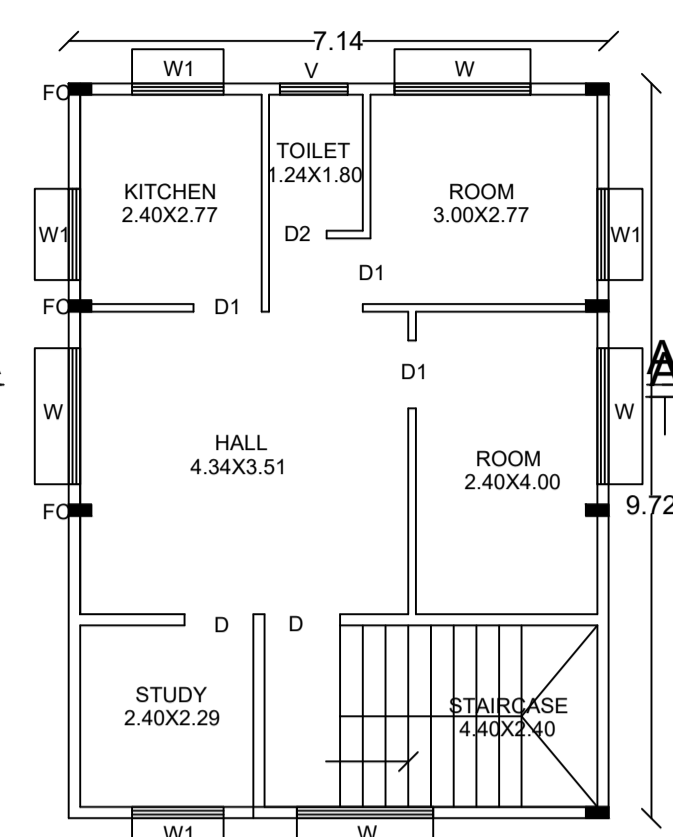 7.14
W1
V
W
FC
TOILET
1.24X1.80
KITCHEN
2.40X2.77
ROOM
3.00X2.77
W1
D2
W1
D1
FC
D1
A
A
D1
W
W
HALL
4.34X3.51
ROOM
2.40X4.00
FC
9.72
D
D
STUDY
2.40X2.29
STAIRCASE
4.40X2.40
W1
W